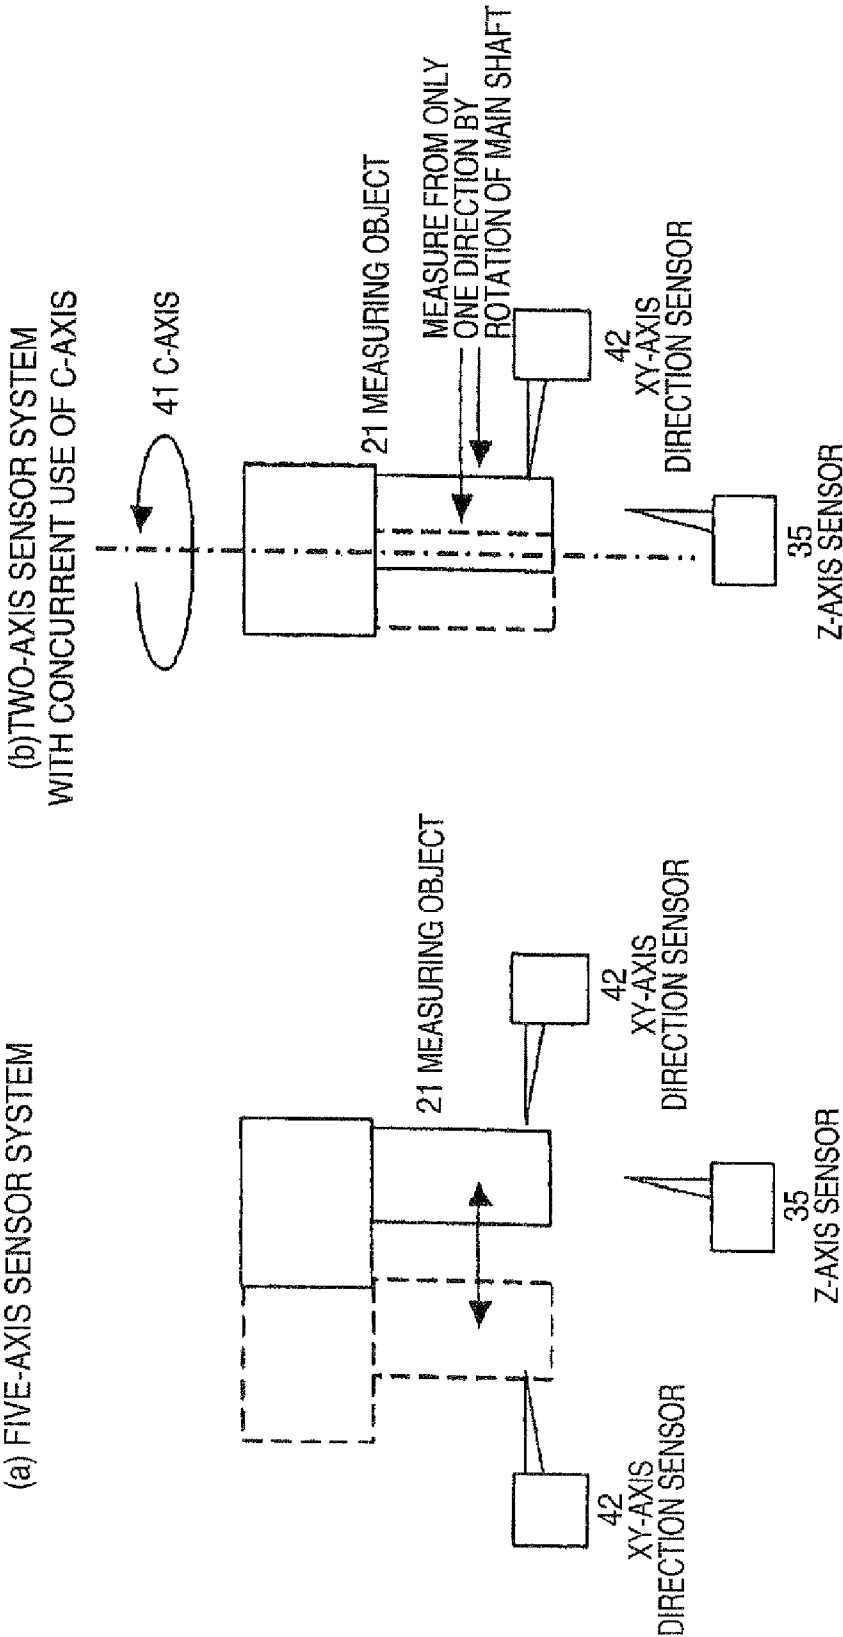 (a) FIVE-AXIS SENSOR SYSTEM
21 MEASURING OBJECT
42
XY-AXIS
DIRECTION SENSOR
42
XY-AXIS
DIRECTION SENSOR
35
Z-AXIS SENSOR
(b)TWO-AXIS SENSOR SYSTEM
WITH CONCURRENT USE OF C-AXIS
41 C-AXIS
21 MEASURING OBJECT
MEASURE FROM ONLY
ONE DIRECTION BY
ROTATION OF MAIN SHAFT
42
XY-AXIS
DIRECTION SENSOR
35
Z-AXIS SENSOR